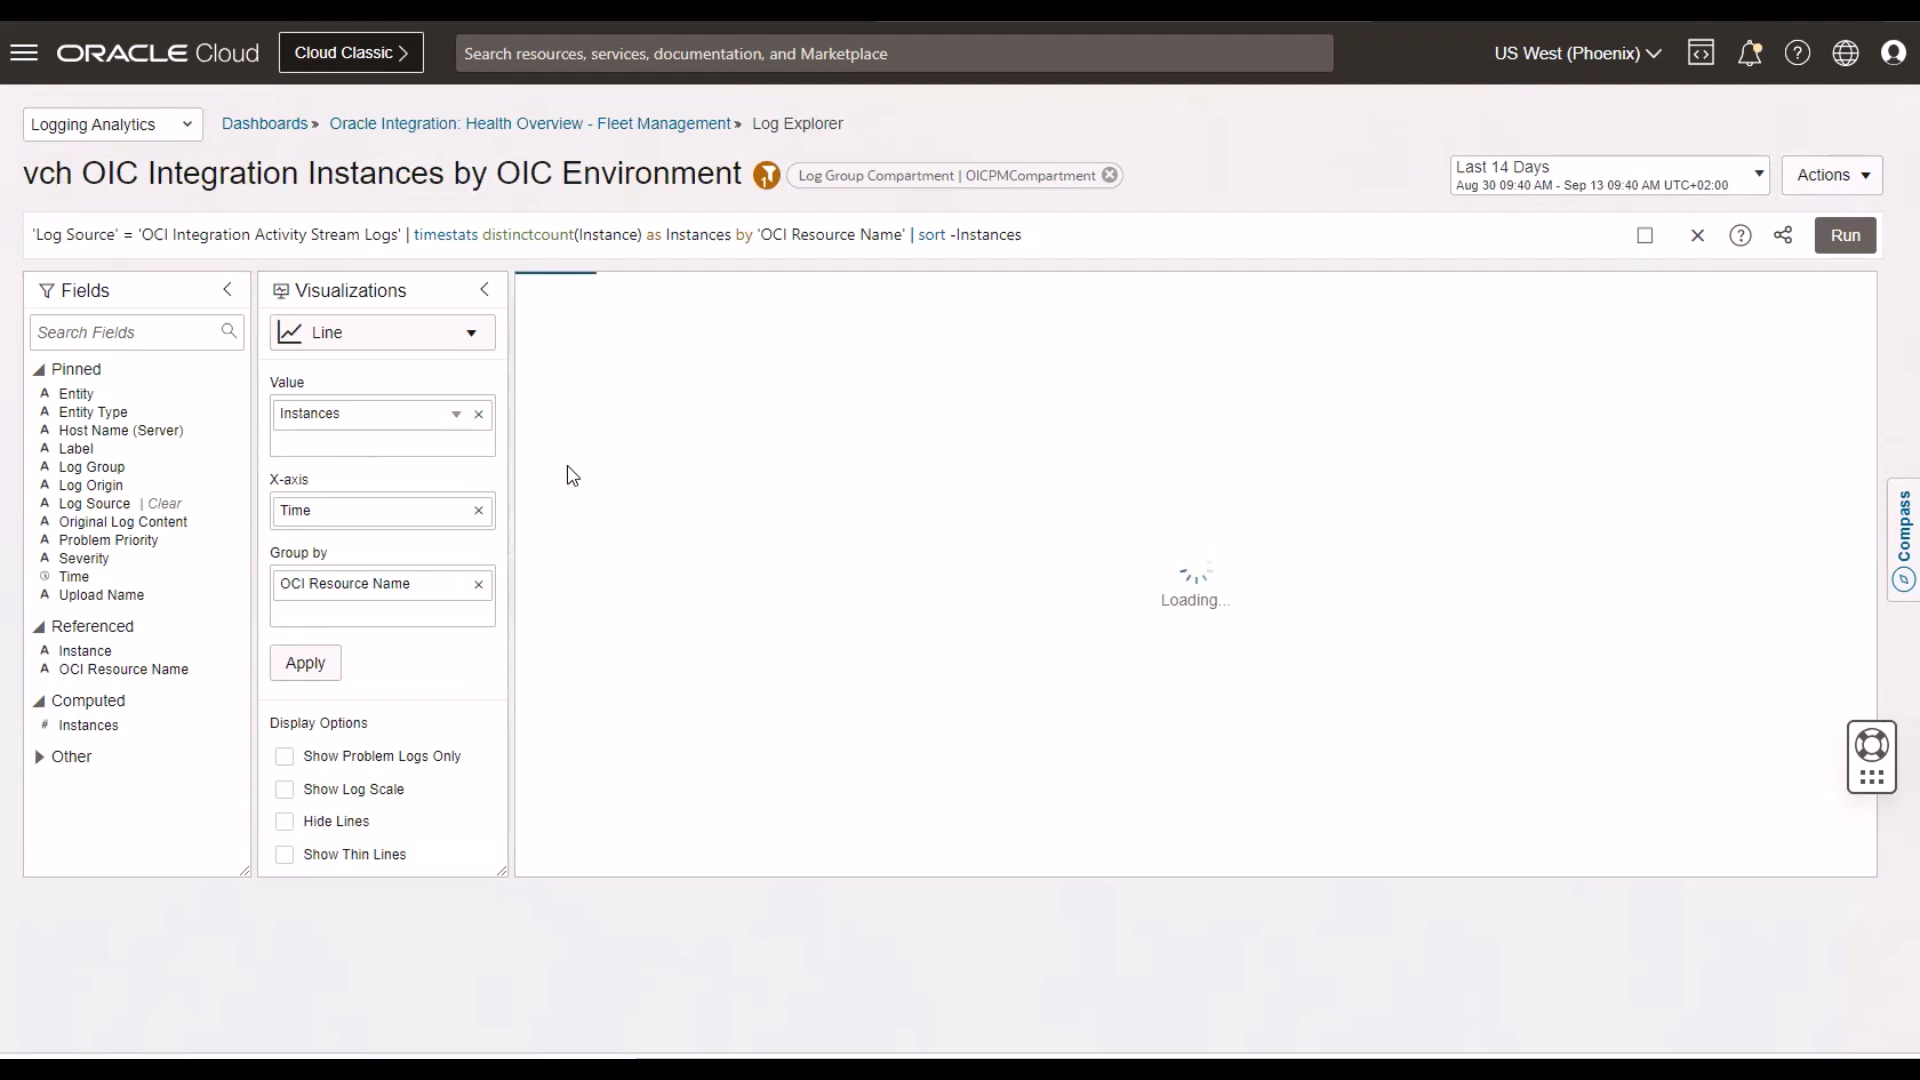 ORACLE Cloud
Cloud Classic
Search resources, services, documentation, and Marketplace
US West (Phoenix)
Logging Analytics
Dashboards » Oracle Integration: Health Overview - Fleet Management » Log Explorer
vch OIC Integration Instances by OIC Environment
1
Log Group Compartment | OICPMCompartment
Last 14 Days
Aug 30 09:40 AM - Sep 13 09:40 AM UTC+02:00
Actions
'Log Source' = 'OCI Integration Activity Stream Logs' | timestats distinctcount(Instance) as Instances by 'OCI Resource Name' | sort -Instances
Run
Fields
Search Fields
Pinned
A Entity
A Entity Type
A Host Name (Server)
A Label
A Log Group
A Log Origin
A Log Source | Clear
A Original Log Content
A Problem Priority
A Severity
Time
A Upload Name
Referenced
A Instance
A OCI Resource Name
Computed
# Instances
Other
Visualizations
Line
Value
Instances
X-axis
Time
Group by
OCI Resource Name
Apply
Display Options
Show Problem Logs Only
Show Log Scale
Hide Lines
Show Thin Lines
Loading...
Compass